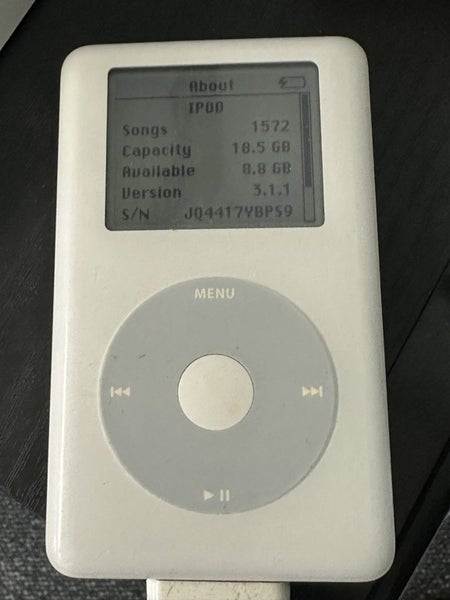 About
IPOD
Songs 1572
Capacity 18.5 GB
Available 8.8 GB
Version 3.1.1
S/N JQ4417YBPS9
MENU